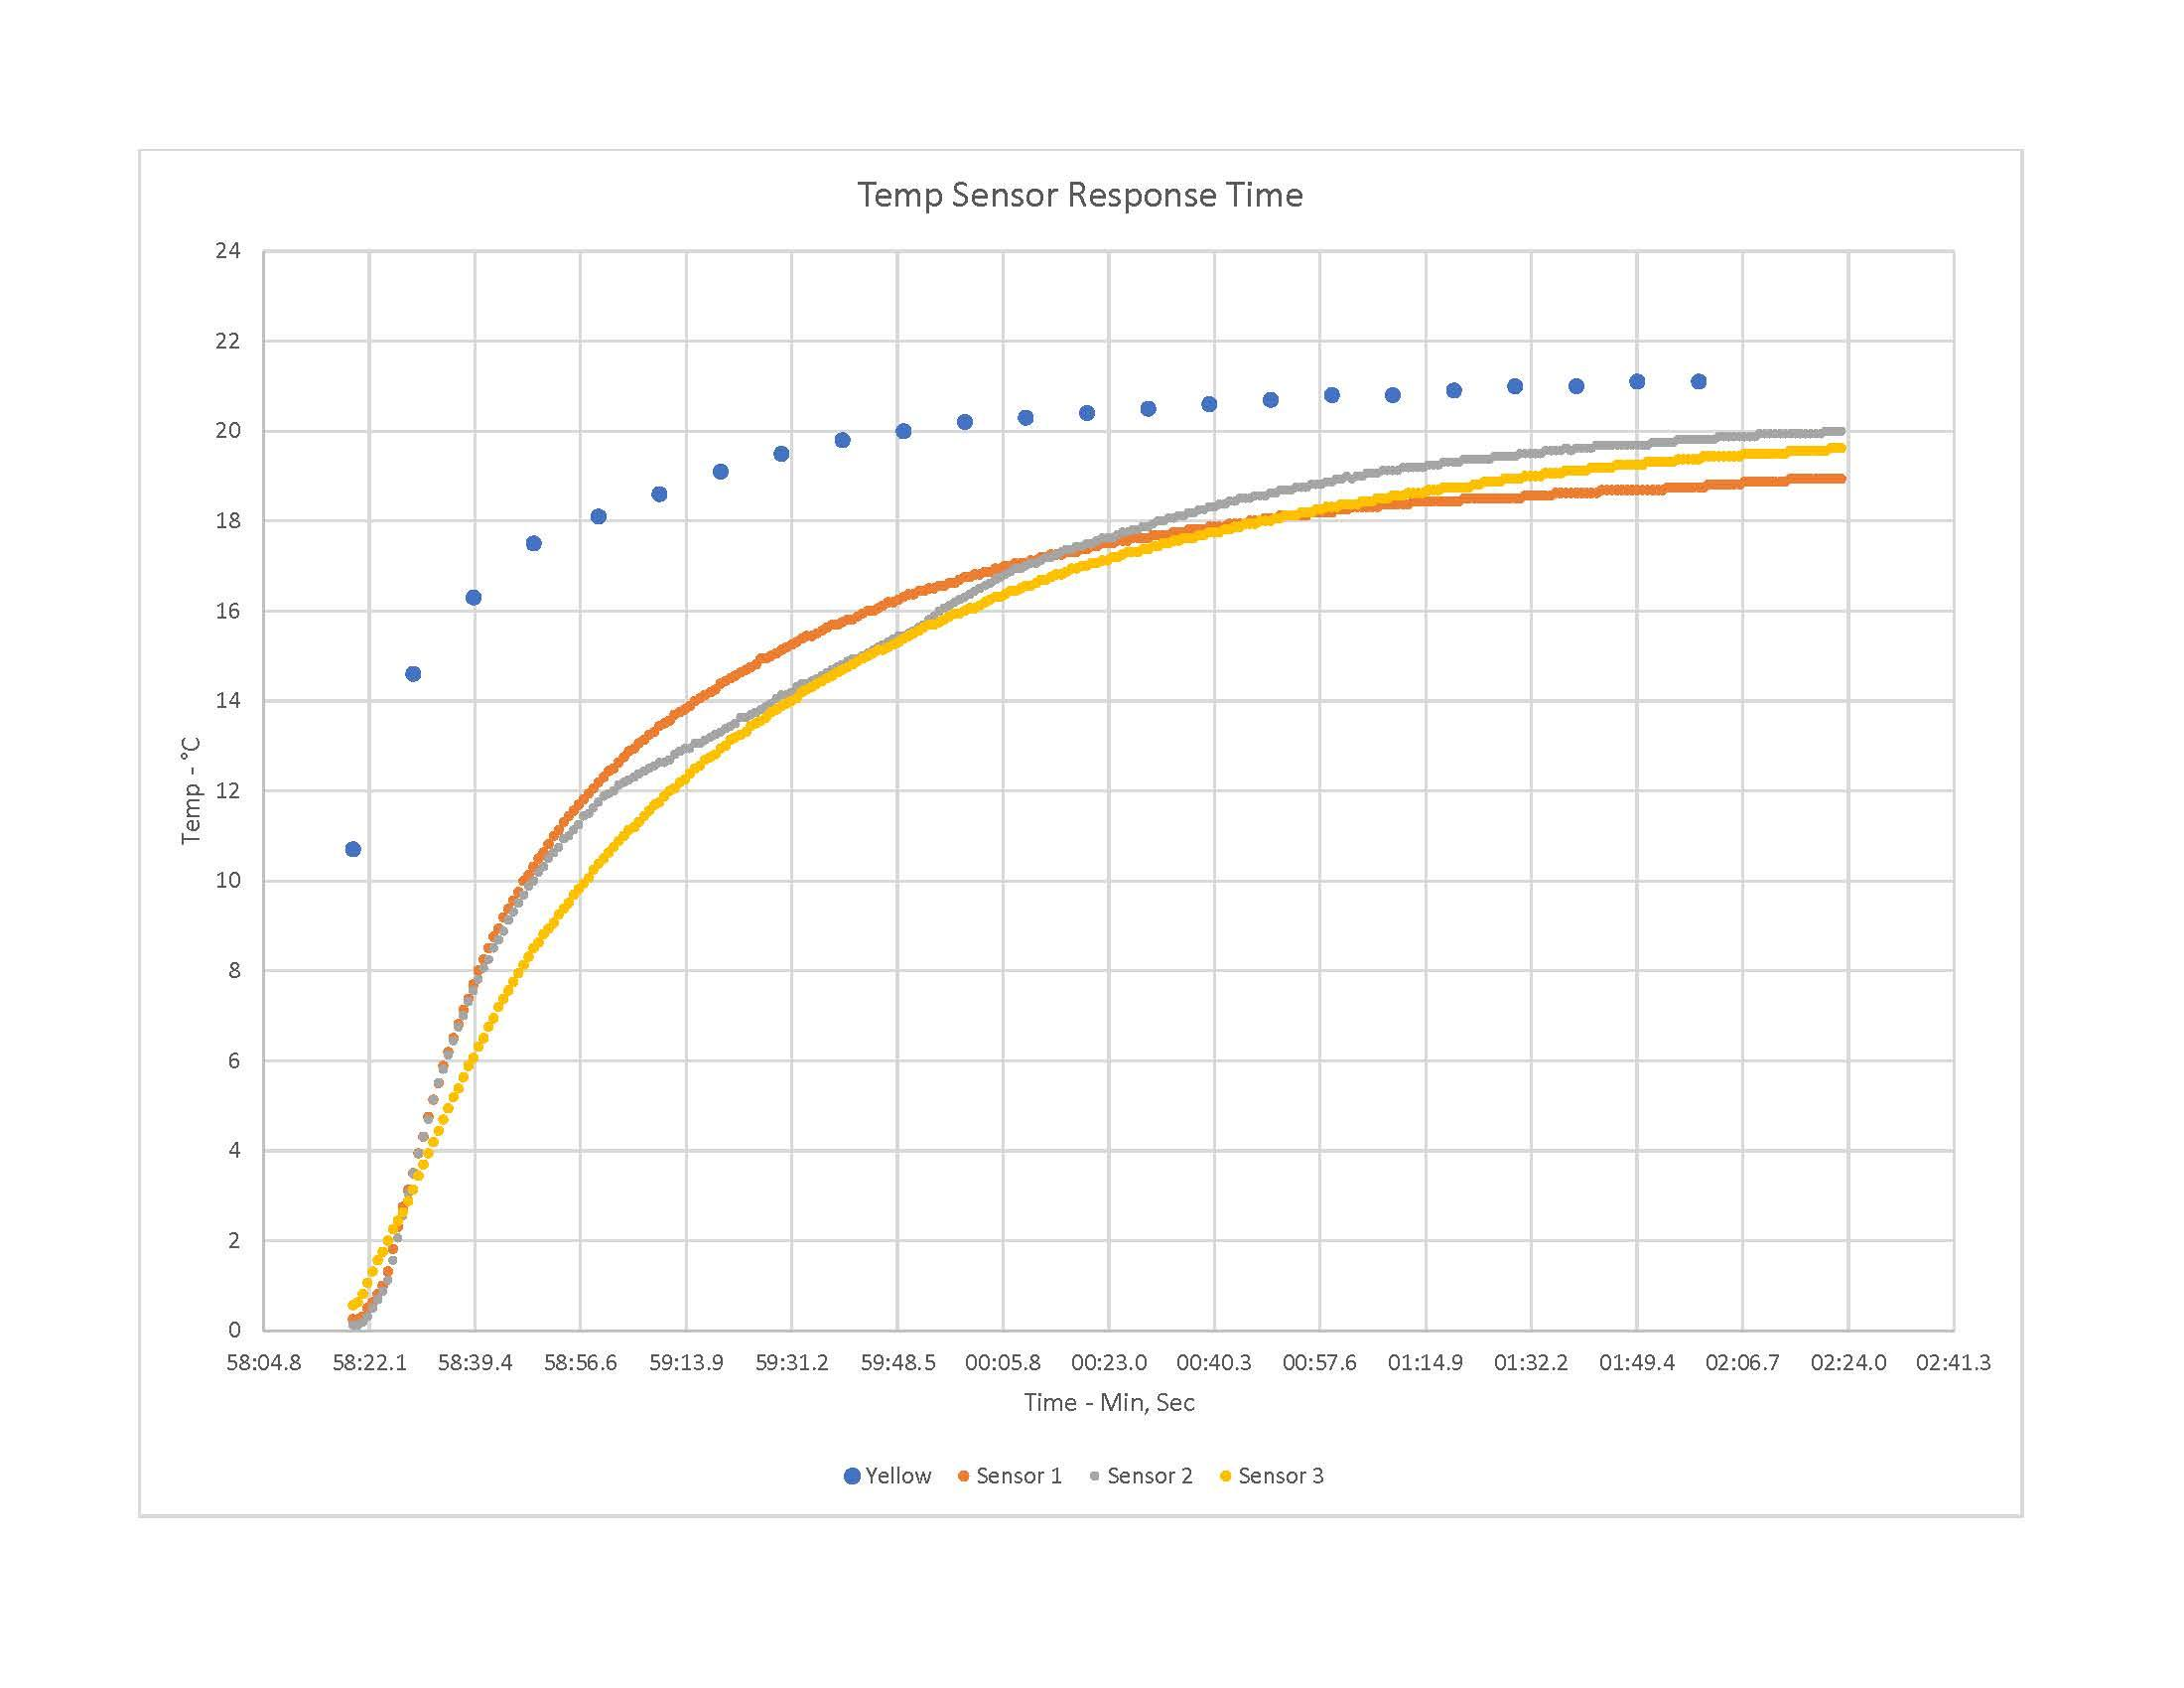 Temp Sensor Response Time
24
22
20
18
16
14
12
10
8
6
4
2
0
Temp - °C
58:04.8 58:22.1 58:39.4 58:56.6 59:13.9 59:31.2 59:48.5 00:05.8 00:23.0 00:40.3 00:57.6 01:14.9 01:32.2 01:49.4 02:06.7 02:24.0 02:41.3
Time - Min, Sec
Yellow Sensor 1 Sensor 2 Sensor 3